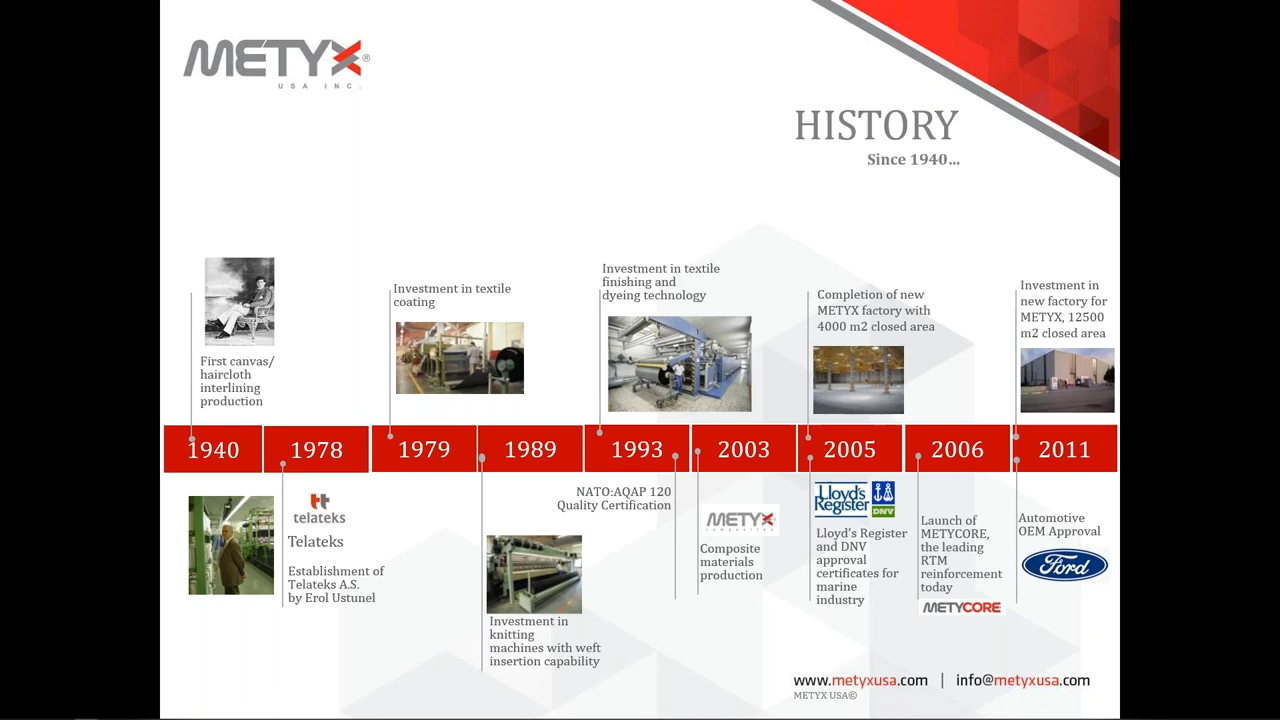 METYX®
USA INC.
HISTORY
Since 1940...
First canvas/
haircloth
interlining
production
Investment in textile
coating
Investment in textile
finishing and
dyeing technology
Completion of new
METYX factory with
4000 m2 closed area
Investment in
new factory for
METYX, 12500
m2 closed area
1940 1978 1979 1989 1993 2003 2005 2006 2011
telateks
Telateks
Establishment of
Telateks A.S.
by Erol Ustunel
Investment in
knitting
machines with weft
insertion capability
NATO:AQAP 120
Quality Certification
METYX
composites
Composite
materials
production
Lloyd's
Register
DNV
Lloyd's Register
and DNV
approval
certificates for
marine
industry
Launch of
METYCORE,
the leading
RTM
reinforcement
today
METYCORE
Automotive
OEM Approval
Ford
www.metyxusa.com | info@metyxusa.com
METYX USA©